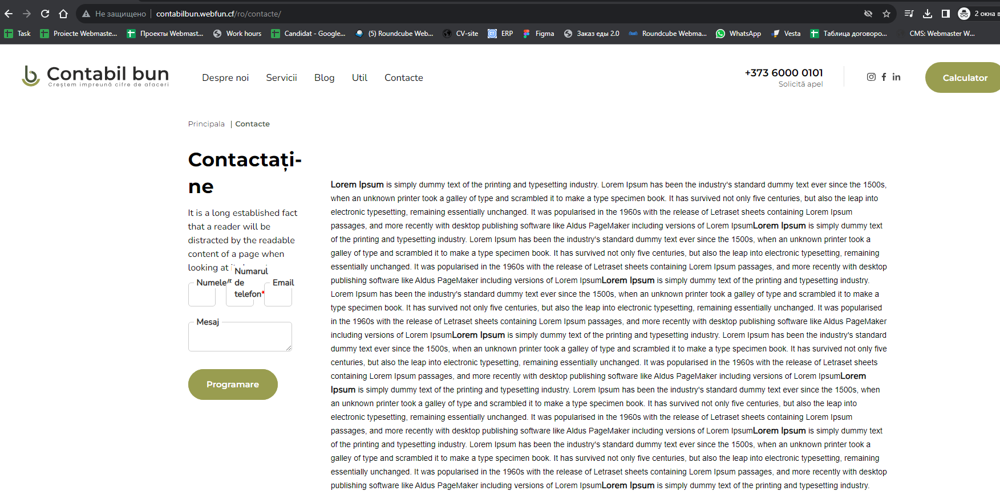 Не защищено contabilbun.webfun.cf/ro/contacte/
2 окна в
Task Proiecte Webmaste... Проекты Webmast... Work hours Candidat - Google... (5) Roundcube Web... CV-site ERP Figma Заказ еды 2.0 Roundcube Webma... WhatsApp Vesta Таблица договоро... CMS: Webmaster W...
Contabil bun
Creștem împreună cifre de afaceri
Despre noi Servicii Blog Util Contacte
+373 6000 0101
Solicită apel
Calculator
Principala | Contacte
Contactați-
ne
It is a long established fact
that a reader will be
distracted by the readable
content of a page when
looking at
Numele/
Numarul
de
telefon*
Email
Mesaj
Programare
Lorem Ipsum is simply dummy text of the printing and typesetting industry. Lorem Ipsum has been the industry's standard dummy text ever since the 1500s,
when an unknown printer took a galley of type and scrambled it to make a type specimen book. It has survived not only five centuries, but also the leap into
electronic typesetting, remaining essentially unchanged. It was popularised in the 1960s with the release of Letraset sheets containing Lorem Ipsum
passages, and more recently with desktop publishing software like Aldus PageMaker including versions of Lorem IpsumLorem Ipsum is simply dummy text
of the printing and typesetting industry. Lorem Ipsum has been the industry's standard dummy text ever since the 1500s, when an unknown printer took a
galley of type and scrambled it to make a type specimen book. It has survived not only five centuries, but also the leap into electronic typesetting, remaining
essentially unchanged. It was popularised in the 1960s with the release of Letraset sheets containing Lorem Ipsum passages, and more recently with desktop
publishing software like Aldus PageMaker including versions of Lorem IpsumLorem Ipsum is simply dummy text of the printing and typesetting industry.
Lorem Ipsum has been the industry's standard dummy text ever since the 1500s, when an unknown printer took a galley of type and scrambled it to make a
type specimen book. It has survived not only five centuries, but also the leap into electronic typesetting, remaining essentially unchanged. It was popularised
in the 1960s with the release of Letraset sheets containing Lorem Ipsum passages, and more recently with desktop publishing software like Aldus PageMaker
including versions of Lorem IpsumLorem Ipsum is simply dummy text of the printing and typesetting industry. Lorem Ipsum has been the industry's standard
dummy text ever since the 1500s, when an unknown printer took a galley of type and scrambled it to make a type specimen book. It has survived not only five
centuries, but also the leap into electronic typesetting, remaining essentially unchanged. It was popularised in the 1960s with the release of Letraset sheets
containing Lorem Ipsum passages, and more recently with desktop publishing software like Aldus PageMaker including versions of Lorem IpsumLorem
Ipsum is simply dummy text of the printing and typesetting industry. Lorem Ipsum has been the industry's standard dummy text ever since the 1500s, when
an unknown printer took a galley of type and scrambled it to make a type specimen book. It has survived not only five centuries, but also the leap into
electronic typesetting, remaining essentially unchanged. It was popularised in the 1960s with the release of Letraset sheets containing Lorem Ipsum
passages, and more recently with desktop publishing software like Aldus PageMaker including versions of Lorem IpsumLorem Ipsum is simply dummy text
of the printing and typesetting industry. Lorem Ipsum has been the industry's standard dummy text ever since the 1500s, when an unknown printer took a
galley of type and scrambled it to make a type specimen book. It has survived not only five centuries, but also the leap into electronic typesetting, remaining
essentially unchanged. It was popularised in the 1960s with the release of Letraset sheets containing Lorem Ipsum passages, and more recently with desktop
publishing software like Aldus PageMaker including versions of Lorem IpsumLorem Ipsum is simply dummy text of the printing and typesetting industry.